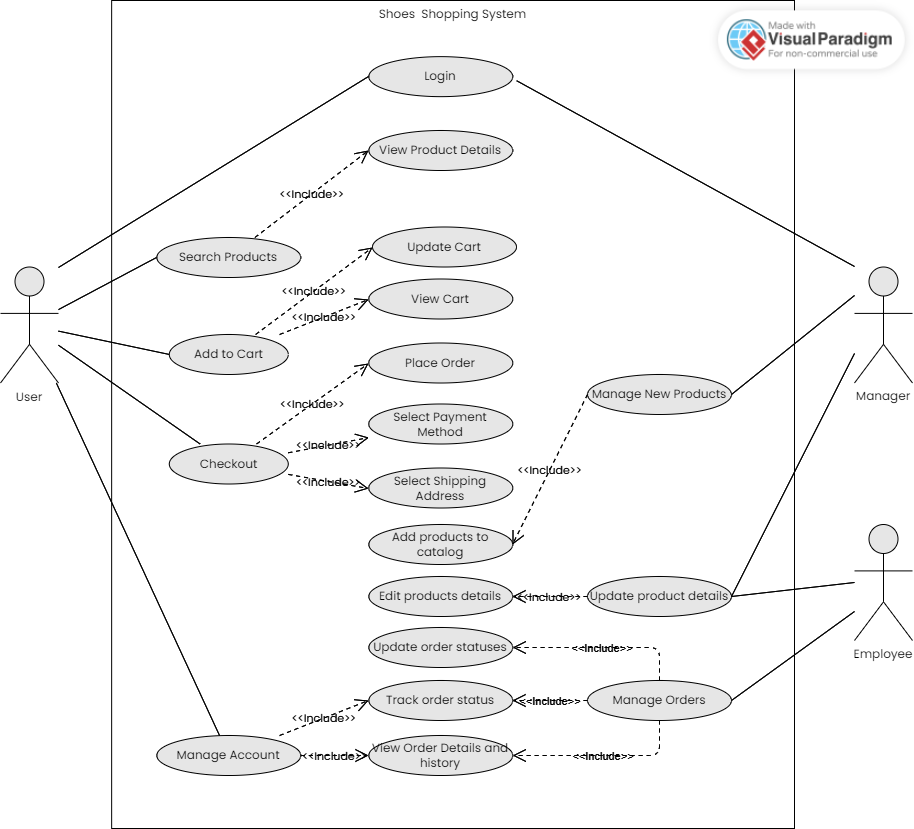 Shoes  Shopping System
Made with
Visual Paradigm
For non-commercial use
Login
View Product Details
<<Include>>
Search Products
Update Cart
<<Include>>
View Cart
<<Include>>
Add to Cart
Place Order
User
Manage New Products
Manager
<<Include>>
Select Payment
Method
<<Include>>
Checkout
<<Include>>
Select Shipping
Address
<<Include>>
Add products to
catalog
Edit products details
<<Include>>
Update product details
Update order statuses
<<Include>>
Employee
Track order status
<<Include>>
Manage Orders
<<Include>>
Manage Account
<<Include>>
View Order Details and
history
<<Include>>